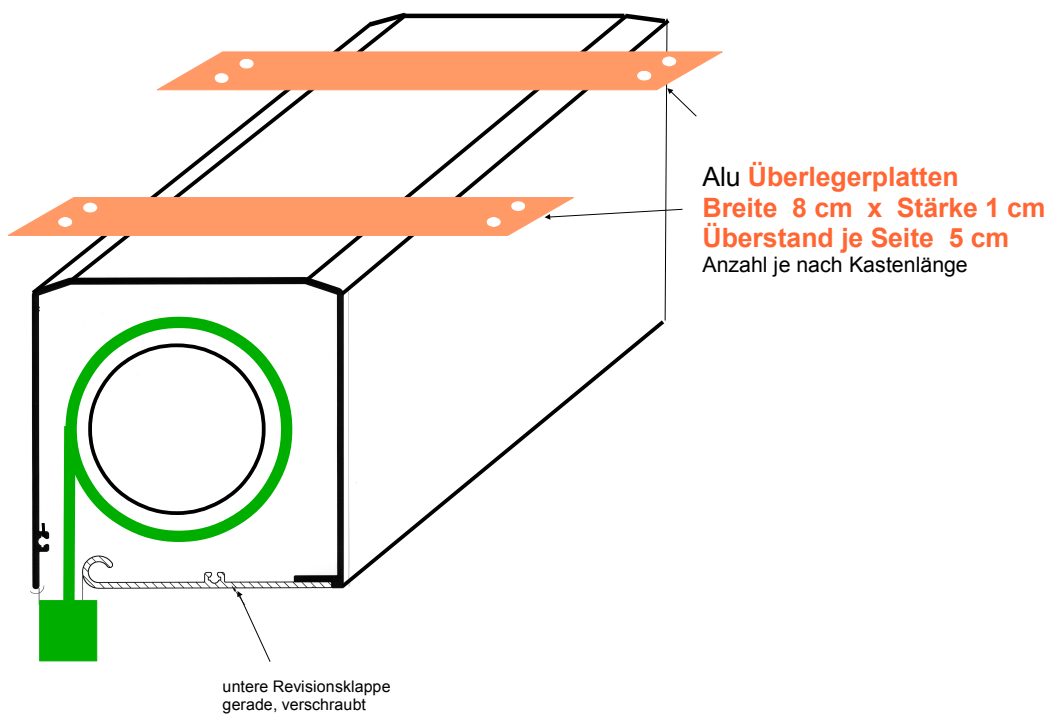 Alu Überlegerplatten
Breite 8 cm x Stärke 1 cm
Überstand je Seite 5 cm
Anzahl je nach Kastenlänge
untere Revisionsklappe
gerade, verschraubt